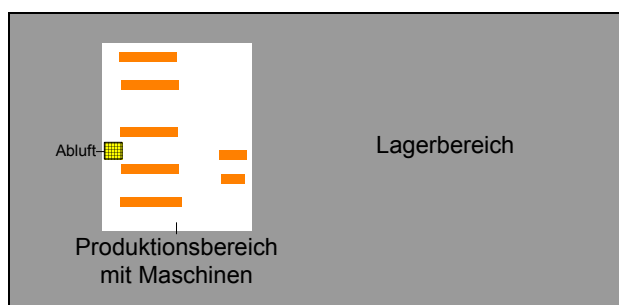 Abluft
Lagerbereich
Produktionsbereich
mit Maschinen